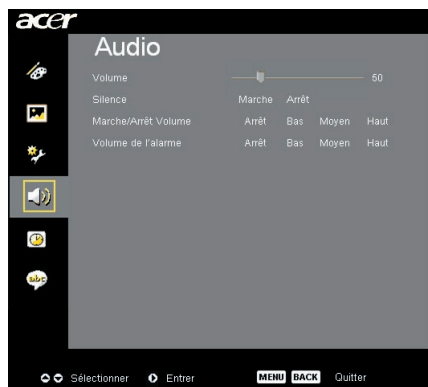 acer
Audio
Volume 50
Silence Marche Arrêt
Marche/Arrêt Volume Arrêt Bas Moyen Haut
Volume de l'alarme Arrêt Bas Moyen Haut
abc
Sélectionner Entrer MENU BACK Quitter